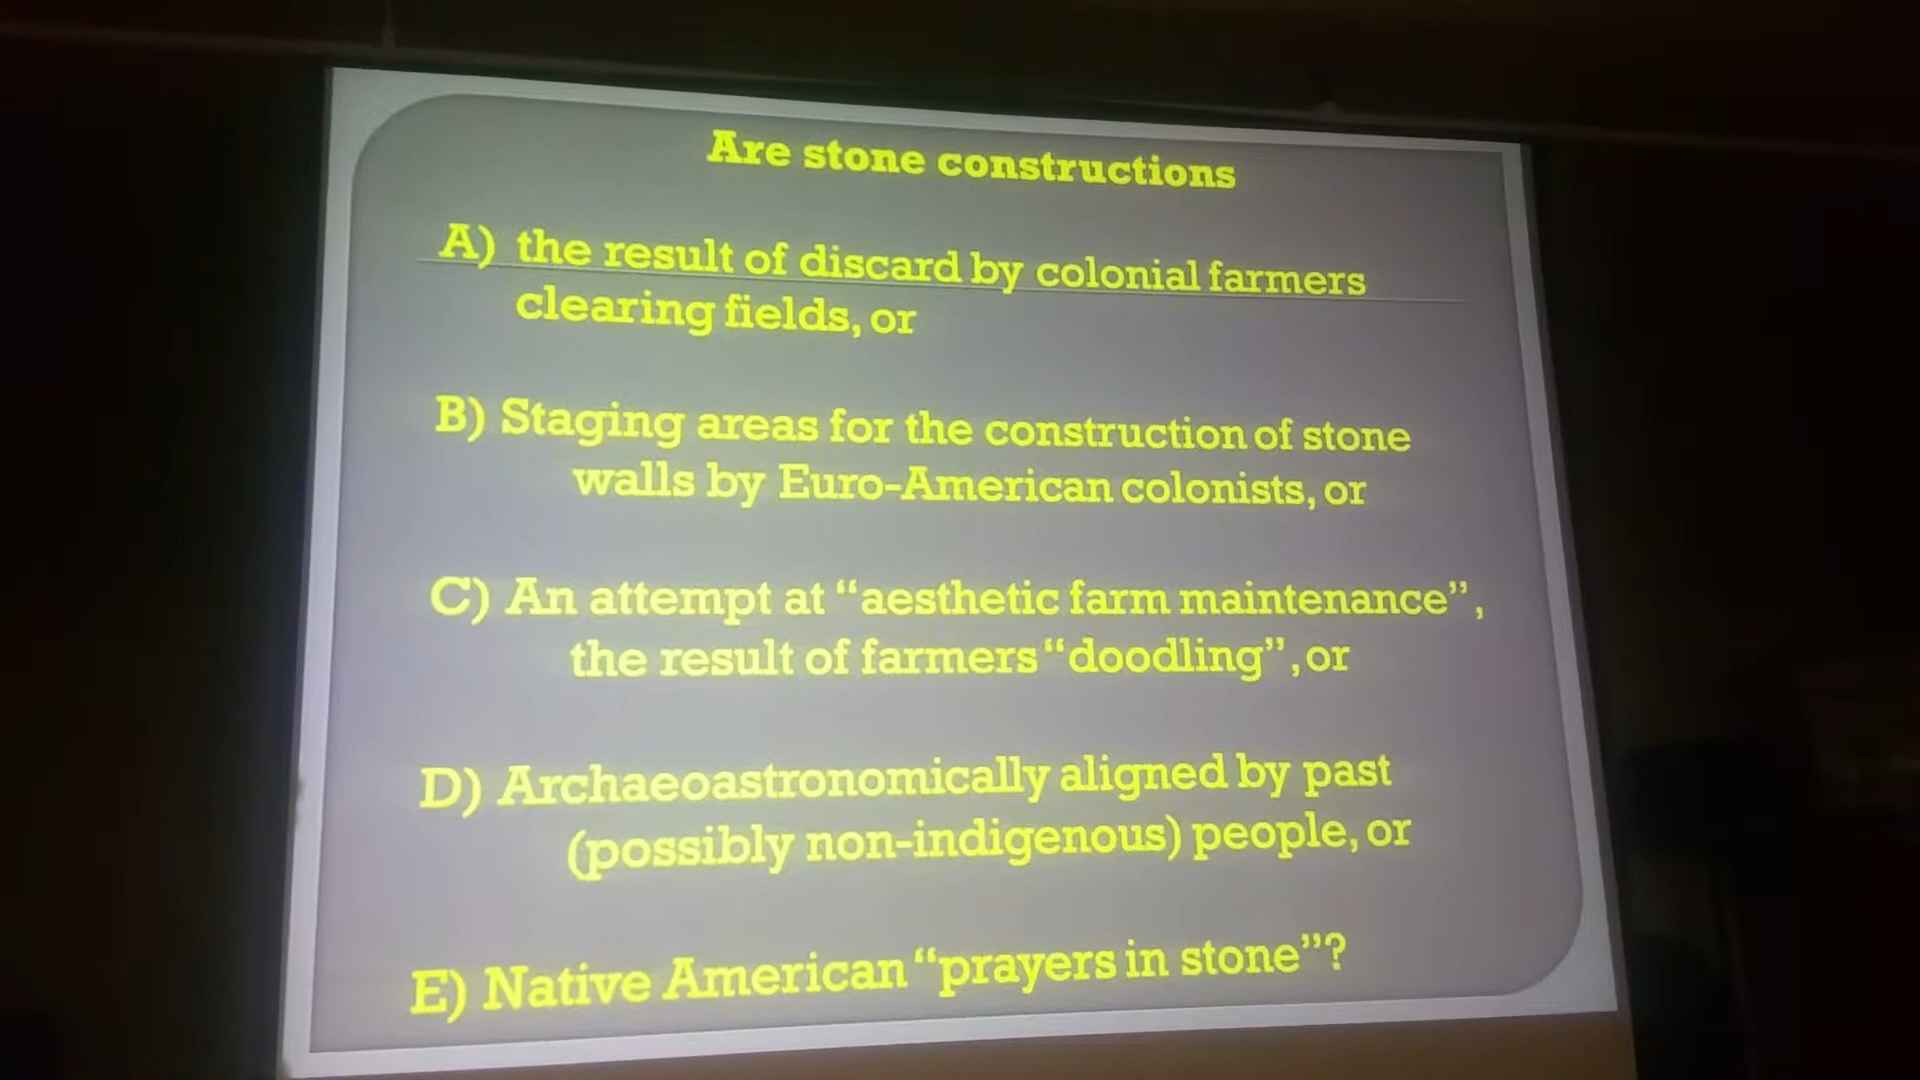 Are stone constructions
A) the result of discard by colonial farmers
clearing fields, or
B) Staging areas for the construction of stone
walls by Euro-American colonists, or
C) An attempt at “aesthetic farm maintenance”,
the result of farmers “doodling”, or
D) Archaeoastronomically aligned by past
(possibly non-indigenous) people, or
E) Native American “prayers in stone”?